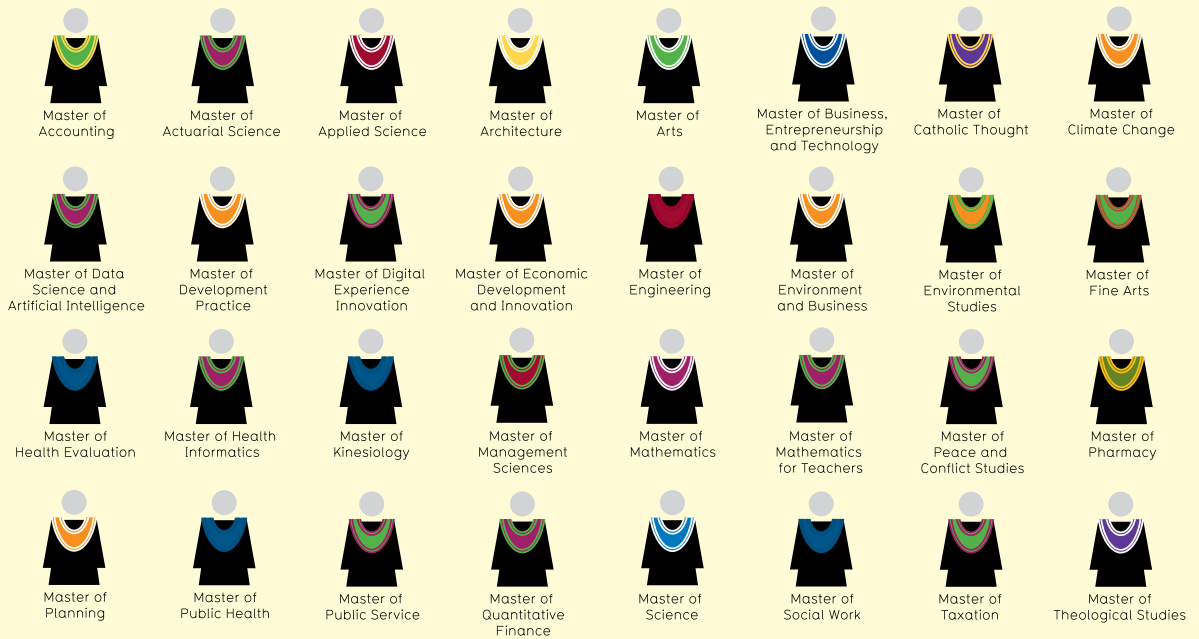 Master of
Accounting
Master of
Actuarial Science
Master of
Applied Science
Master of
Architecture
Master of
Arts
Master of Business,
Entrepreneurship
and Technology
Master of
Catholic Thought
Master of
Climate Change
Master of Data
Science and
Artificial Intelligence
Master of
Development
Practice
Master of Digital
Experience
Innovation
Master of Economic
Development
and Innovation
Master of
Engineering
Master of
Environment
and Business
Master of
Environmental
Studies
Master of
Fine Arts
Master of
Health Evaluation
Master of Health
Informatics
Master of
Kinesiology
Master of
Management
Sciences
Master of
Mathematics
Master of
Mathematics
for Teachers
Master of
Peace and
Conflict Studies
Master of
Pharmacy
Master of
Planning
Master of
Public Health
Master of
Public Service
Master of
Quantitative
Finance
Master of
Science
Master of
Social Work
Master of
Taxation
Master of
Theological Studies